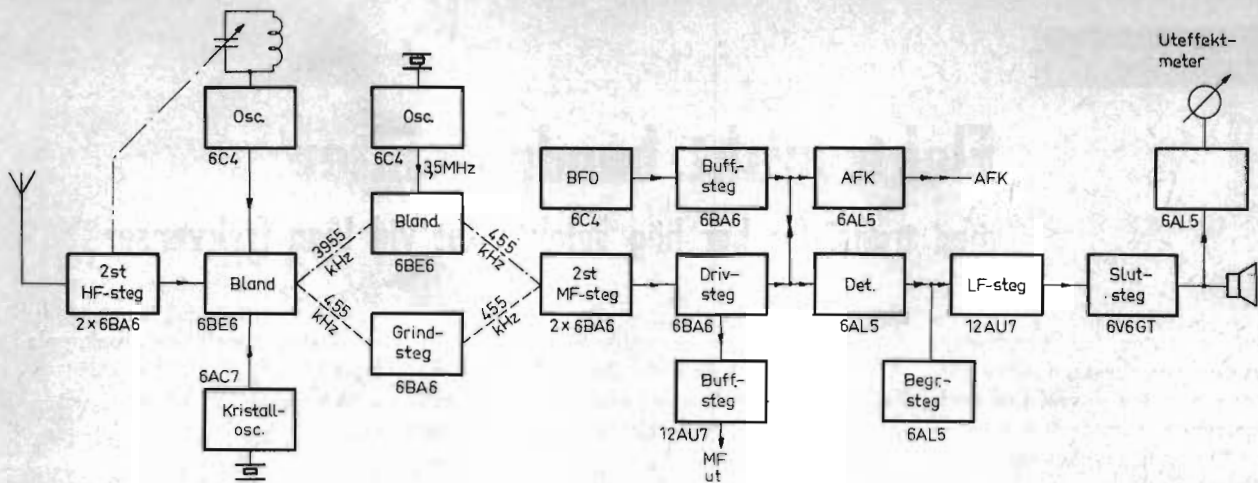 Uteffekt-
meter
Osc.
6C4
Osc.
6C4
3,5MHz
BFO
6C4
Buff.
steg
6BA6
AFK
6AL5
AFK
6AL5
Bland.
6BE6
3955
kHz
455
kHz
2st
HF-steg
2×6BA6
Bland
6BE6
455
kHz
455
kHz
Grind-
steg
6BA6
2st
MF-steg
2×6BA6
Driv-
steg
6BA6
Det.
6AL5
LF-steg
12AU7
Slut-
steg
6V6GT
6AC7
Kristall-
osc.
Buff.
steg
12AU7
MF
ut
Begr.-
steg
6AL5